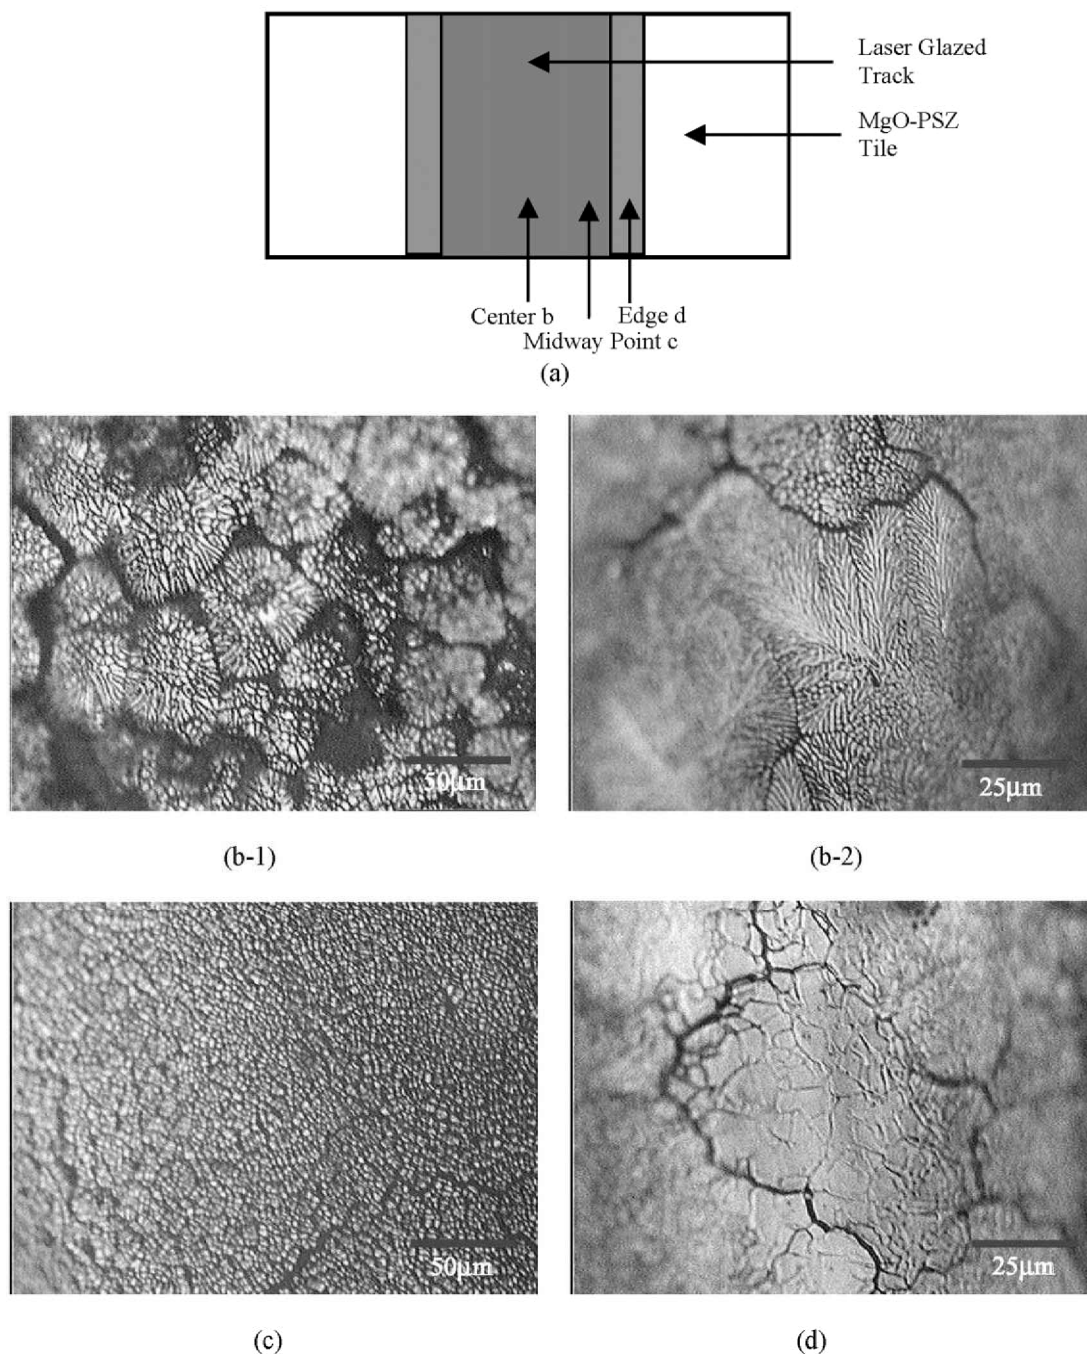 Laser Glazed
Track
MgO-PSZ
Tile
Center b
Edge d
Midway Point c
(a)
50μm
25μm
(b-1)
(b-2)
50μm
25μm
(c)
(d)